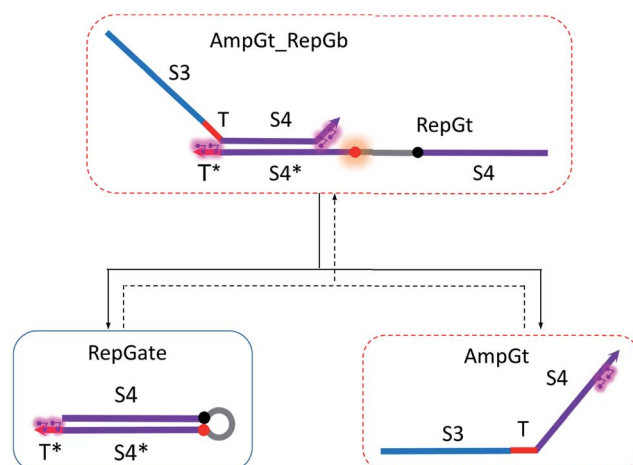 AmpGt_RepGb
S3
T
S4
RepGt
T*
S4*
S4
RepGate
S4
T*
S4*
AmpGt
S4
S3
T